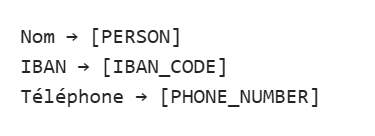 Nom → [PERSON]
IBAN → [IBAN_CODE]
Téléphone → [PHONE_NUMBER]